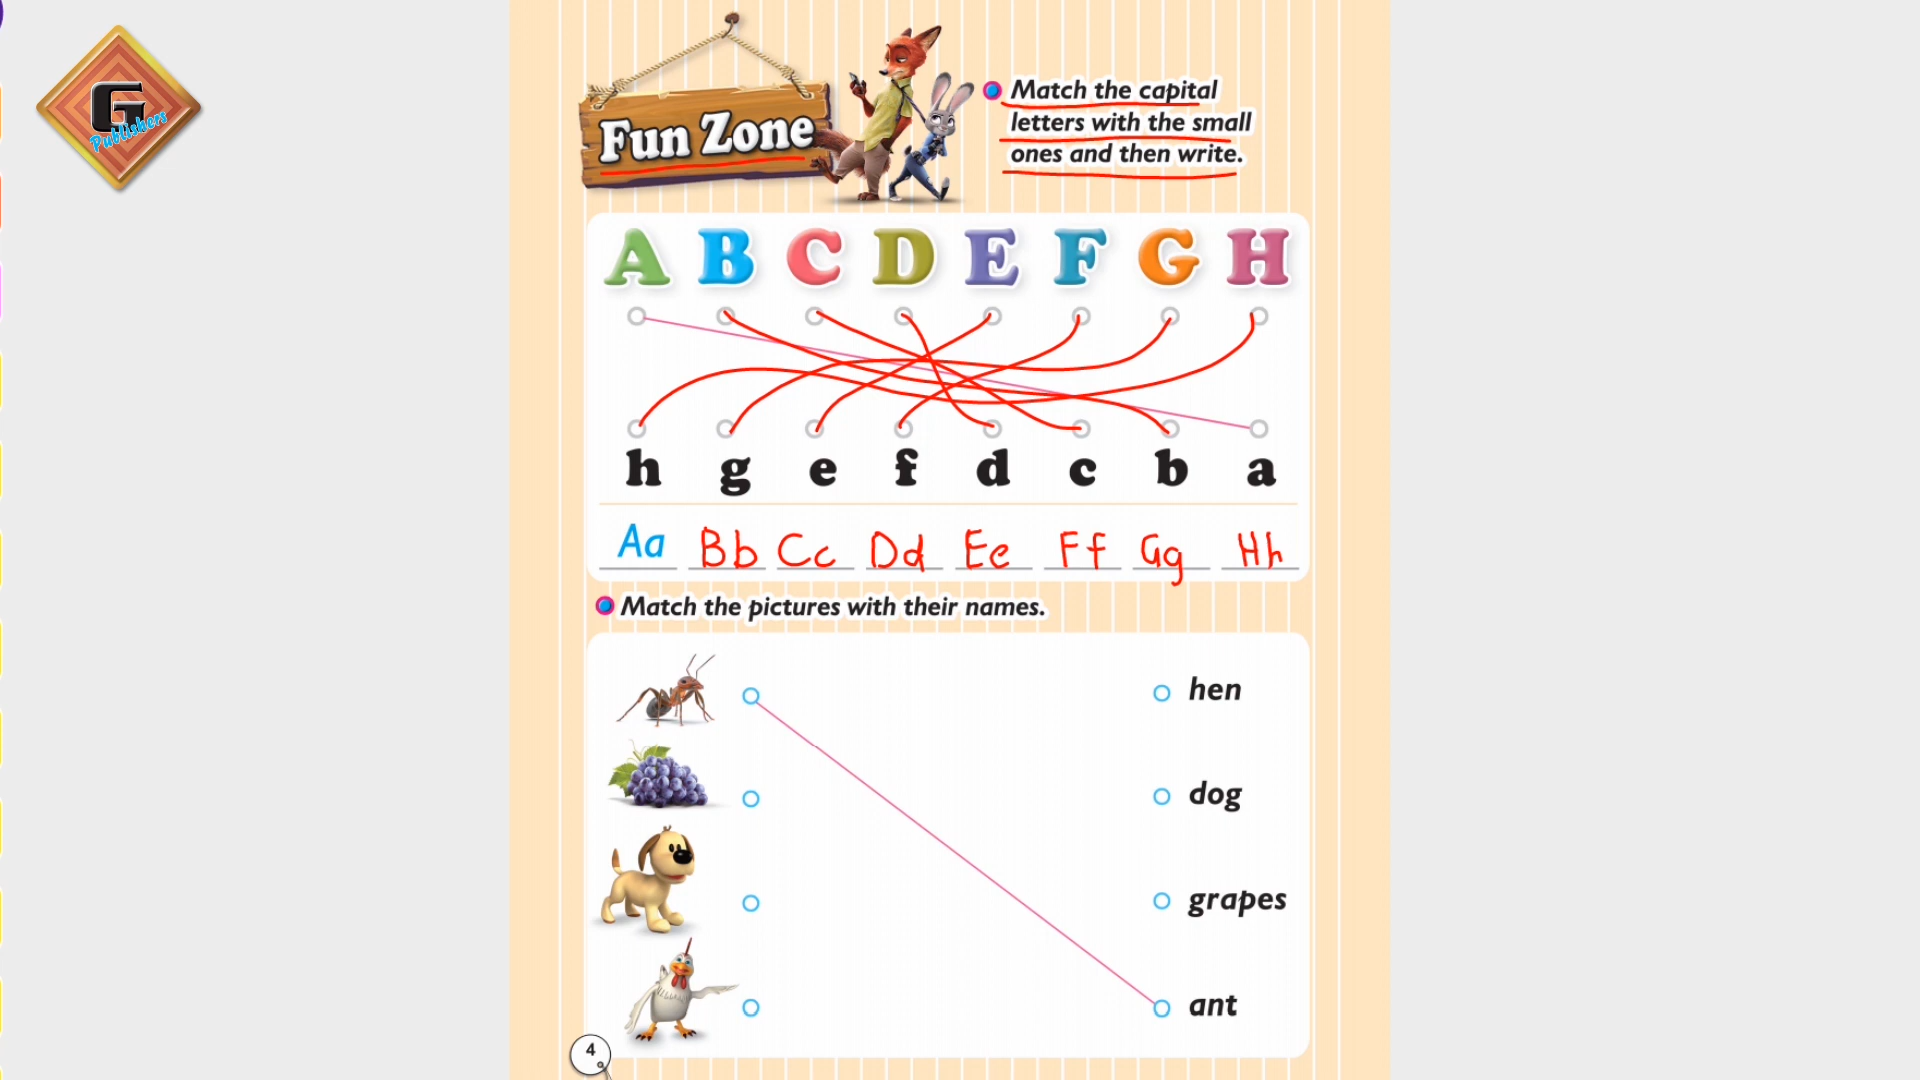 G
Publishers
Fun Zone
Match the capital
letters with the small
ones and then write.
A B C D E F G H
h g e f d c b a
Aa Bb Cc Dd Ee Ff Gg Hh
Match the pictures with their names.
hen
dog
grapes
ant
4